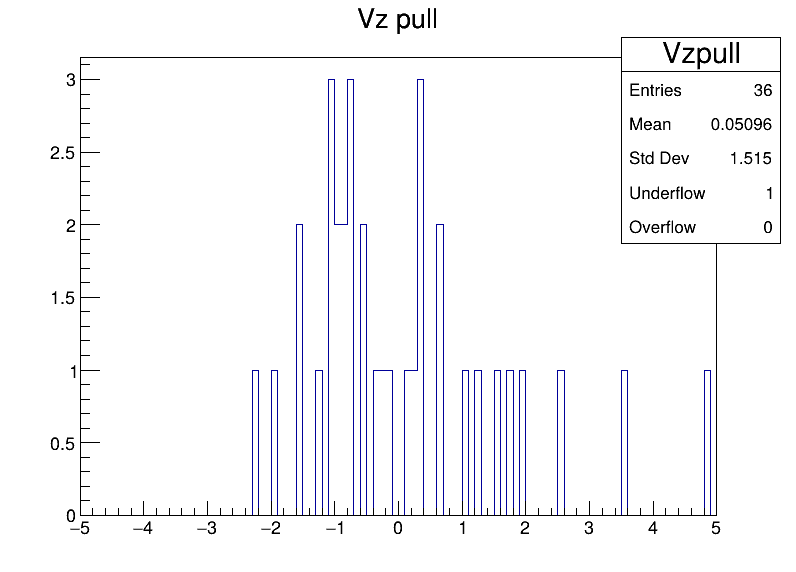 Vz pull
Vzpull
Entries 36
Mean 0.05096
Std Dev 1.515
Underflow 1
Overflow 0
3
2.5
2
1.5
1
0.5
0
−5 −4 −3 −2 −1 0 1 2 3 4 5